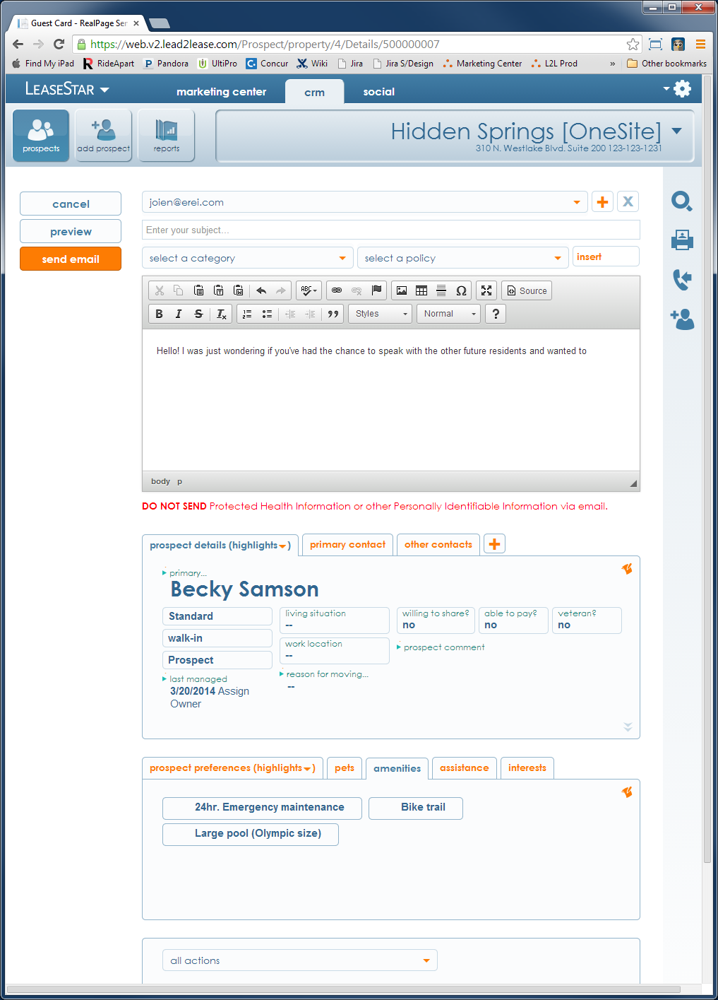 Guest Card - RealPage Ser
https://web.v2.lead2lease.com/Prospect/property/4/Details/500000007
Find My iPad RideApart Pandora UltiPro Concur Wiki Jira Jira S/Design Marketing Center L2L Prod » Other bookmarks
LeaseStar marketing center crm social
prospects add prospect reports
Hidden Springs [OneSite]
310 N. Westlake Blvd. Suite 200 123-123-1231
cancel
preview
send email
joien@erei.com
Enter your subject...
select a category select a policy insert
ABC Source
B I S Tx Styles Normal ?
Hello! I was just wondering if you've had the chance to speak with the other future residents and wanted to
body p
DO NOT SEND Protected Health Information or other Personally Identifiable Information via email.
prospect details (highlights ) primary contact other contacts
primary...
Becky Samson
Standard
walk-in
Prospect
last managed
3/20/2014 Assign
Owner
living situation
--
work location
--
reason for moving...
--
willing to share?
no
able to pay?
no
veteran?
no
prospect comment
prospect preferences (highlights ) pets amenities assistance interests
24hr. Emergency maintenance Bike trail
Large pool (Olympic size)
all actions